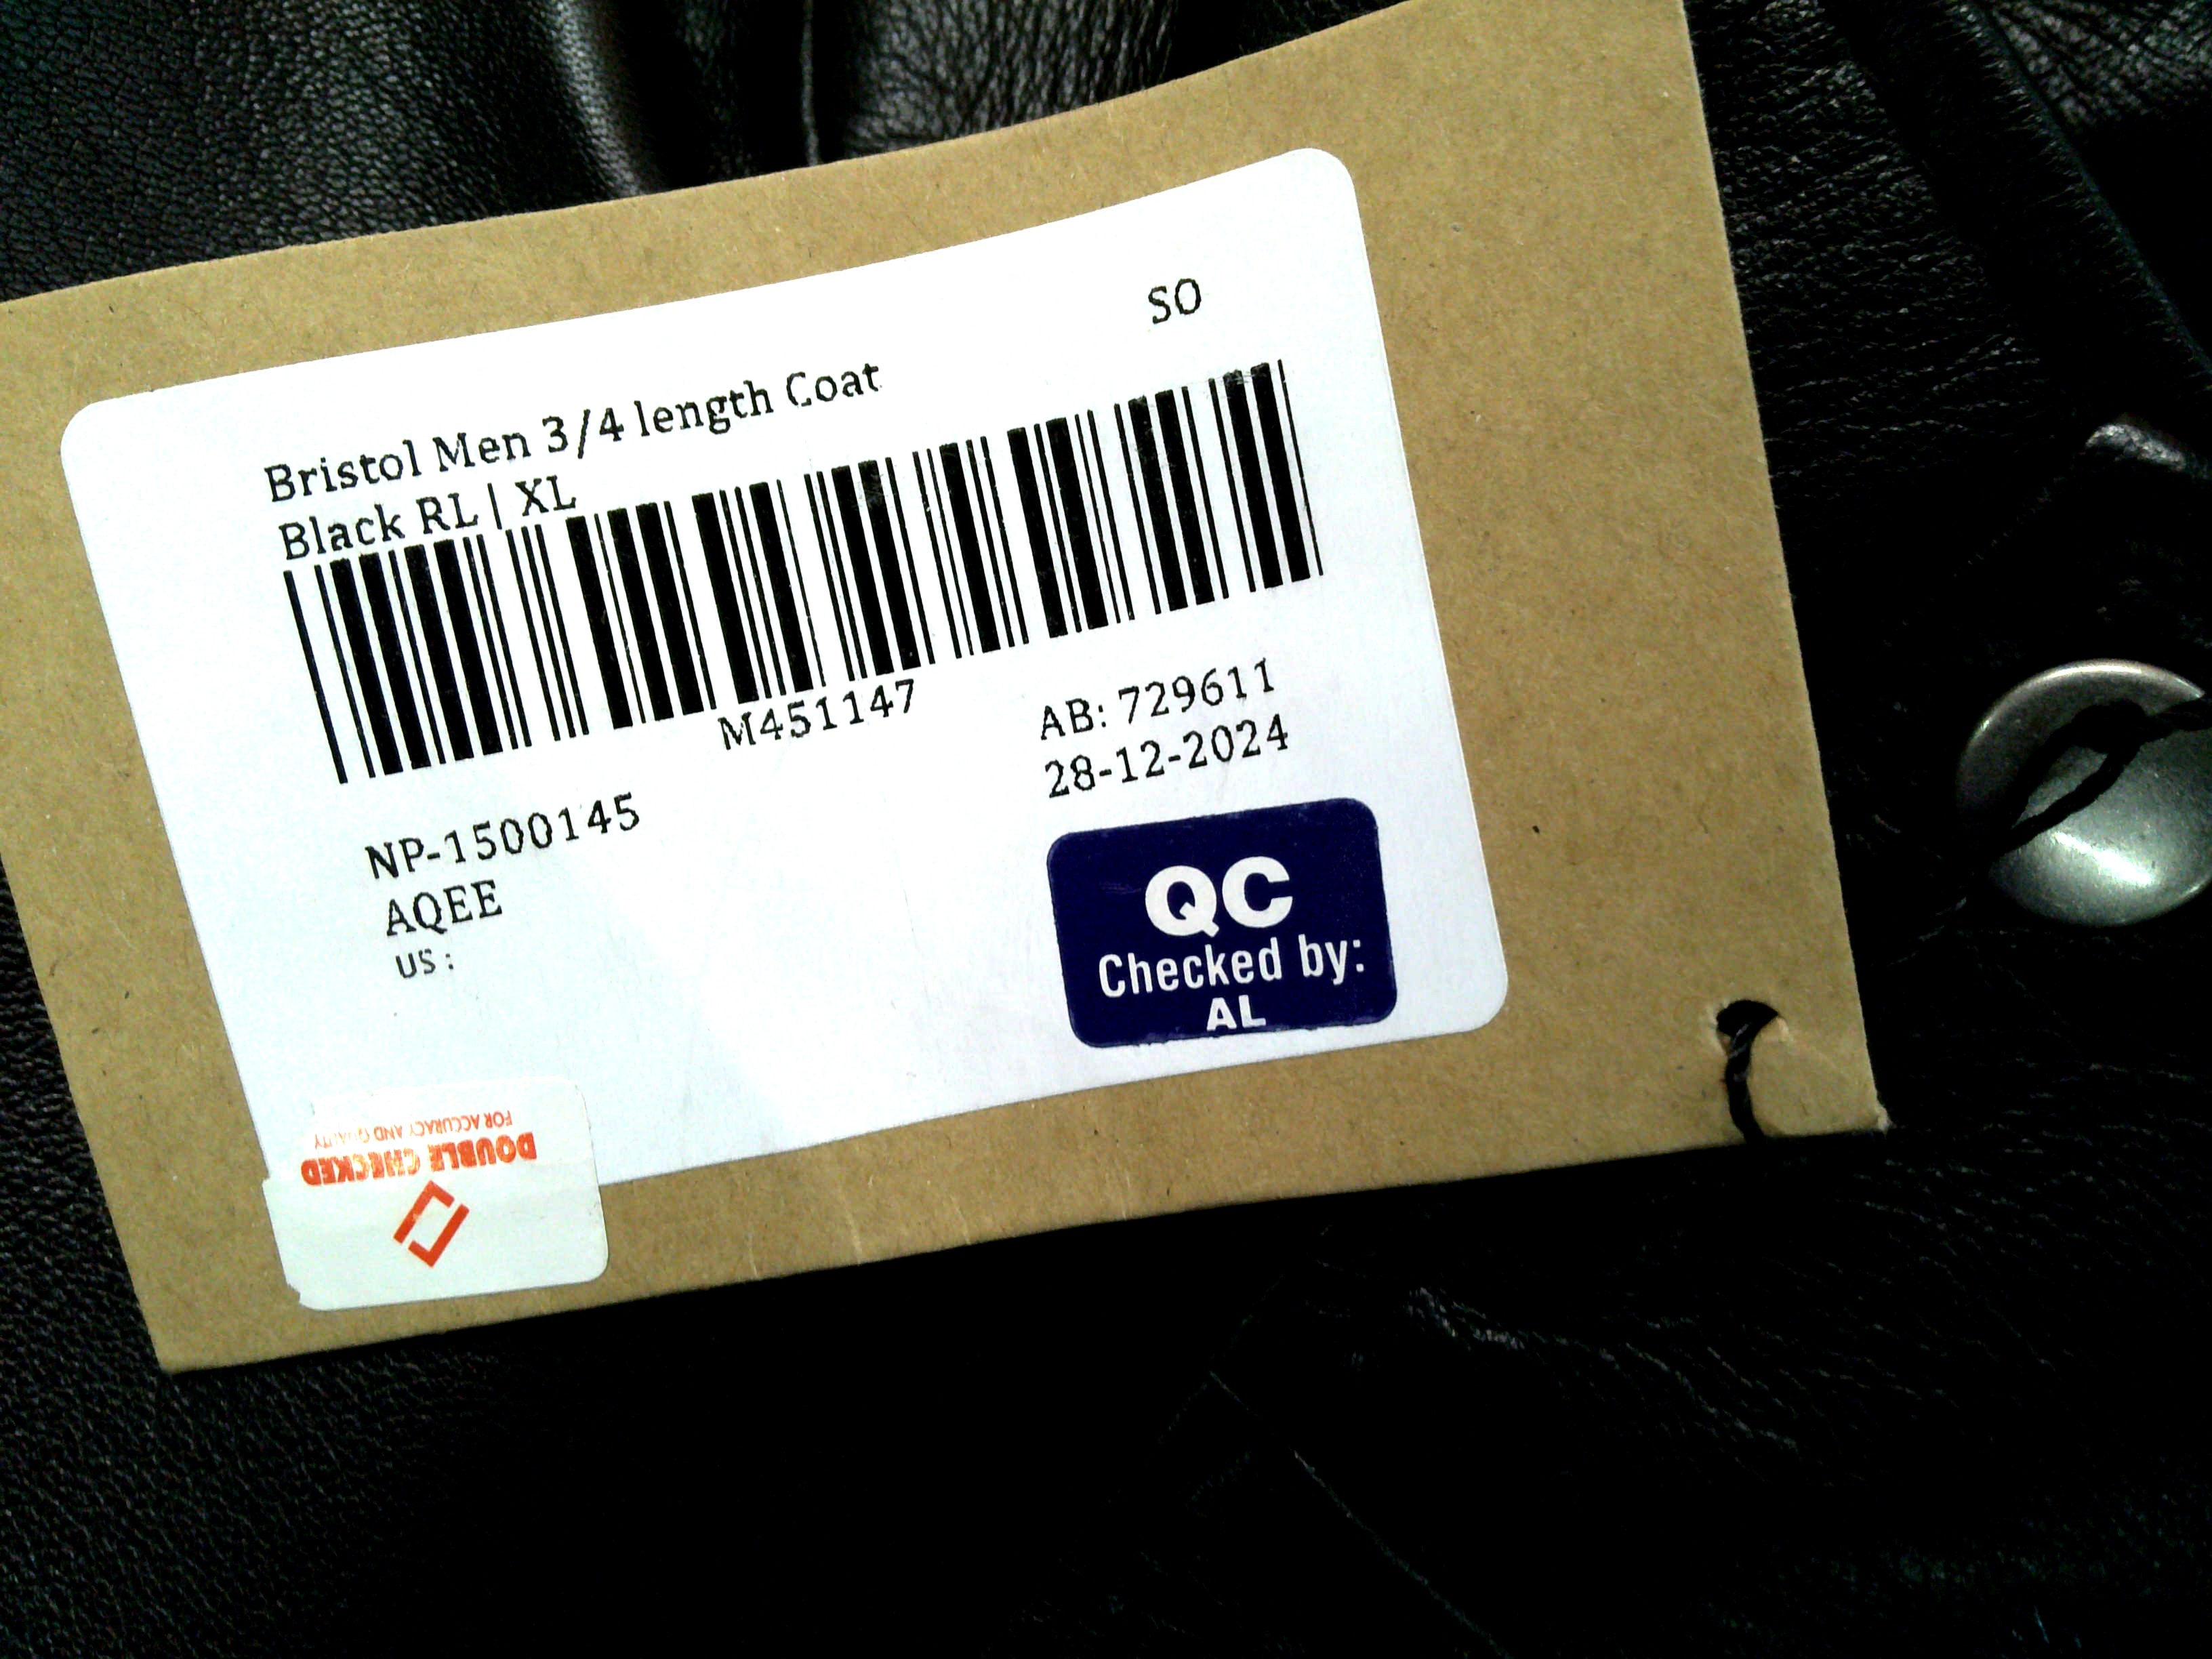 SO
Bristol Men 3/4 length Coat
Black RL | XL
M451147
AB: 729611
28-12-2024
NP-1500145
AQEE
US :
QC
Checked by:
AL
DOUBLE CHECKED
FOR ACCURACY AND QUALITY